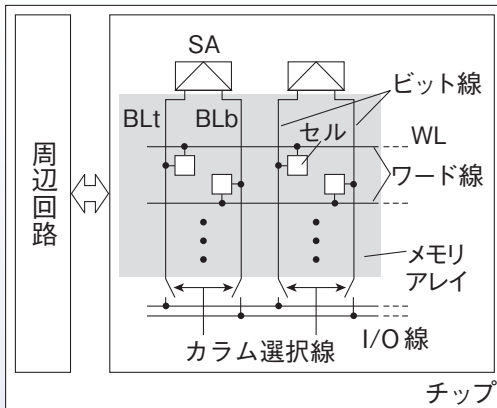 SA
BLt
BLb
ビット線
セル
WL
ワード線
周辺回路
メモリ
アレイ
I/O 線
カラム選択線
チップ